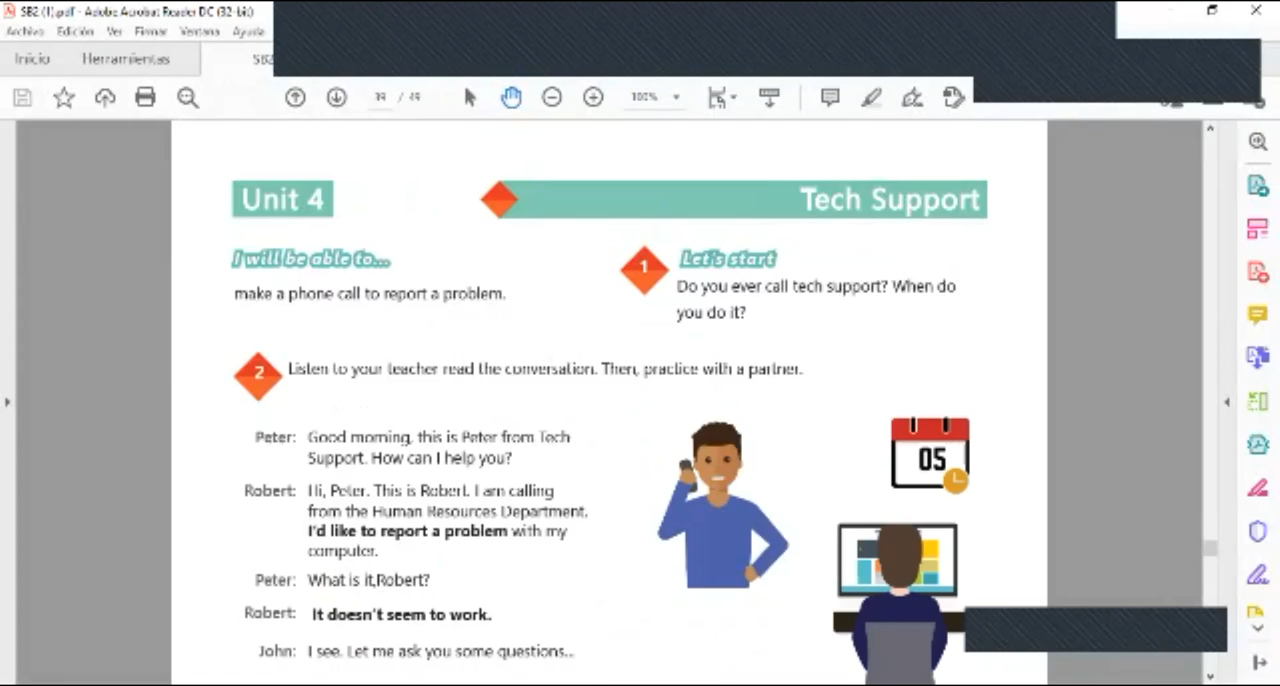 SB2 (1).pdf - Adobe Acrobat Reader DC (32-bit)
Archivo Edición Ver Firmar Ventana Ayuda
Inicio Herramientas SB2
39 / 49 100%
Unit 4 Tech Support
I will be able to...
make a phone call to report a problem.
1 Let's start
Do you ever call tech support? When do
you do it?
2 Listen to your teacher read the conversation. Then, practice with a partner.
Peter: Good morning, this is Peter from Tech
Support. How can I help you?
Robert: Hi, Peter. This is Robert. I am calling
from the Human Resources Department.
I'd like to report a problem with my
computer.
Peter: What is it,Robert?
Robert: It doesn't seem to work.
John: I see. Let me ask you some questions...
05